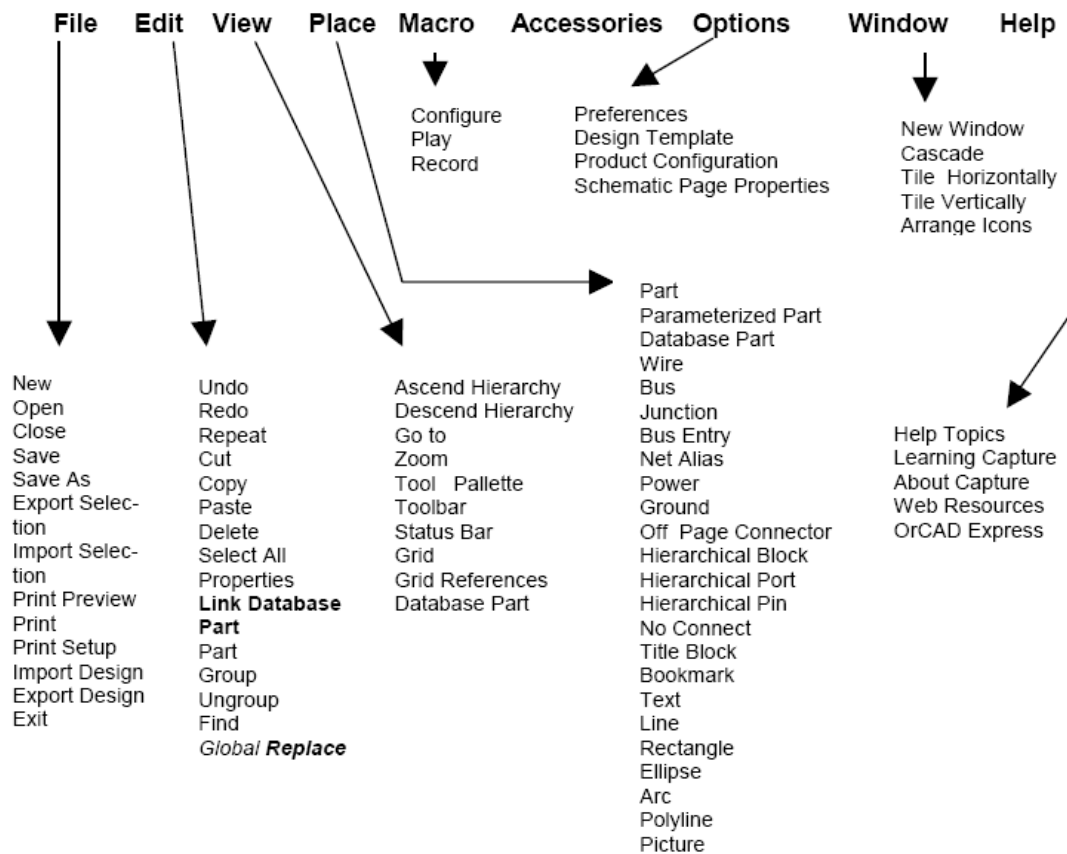 File Edit View Place Macro Accessories Options Window Help
Configure
Play
Record
Preferences
Design Template
Product Configuration
Schematic Page Properties
New Window
Cascade
Tile Horizontally
Tile Vertically
Arrange Icons
New
Open
Close
Save
Save As
Export Selec-
tion
Import Selec-
tion
Print Preview
Print
Print Setup
Import Design
Export Design
Exit
Undo
Redo
Repeat
Cut
Copy
Paste
Delete
Select All
Properties
Link Database
Part
Part
Group
Ungroup
Find
Global Replace
Ascend Hierarchy
Descend Hierarchy
Go to
Zoom
Tool Pallette
Toolbar
Status Bar
Grid
Grid References
Database Part
Part
Parameterized Part
Database Part
Wire
Bus
Junction
Bus Entry
Net Alias
Power
Ground
Off Page Connector
Hierarchical Block
Hierarchical Port
Hierarchical Pin
No Connect
Title Block
Bookmark
Text
Line
Rectangle
Ellipse
Arc
Polyline
Picture
Help Topics
Learning Capture
About Capture
Web Resources
OrCAD Express